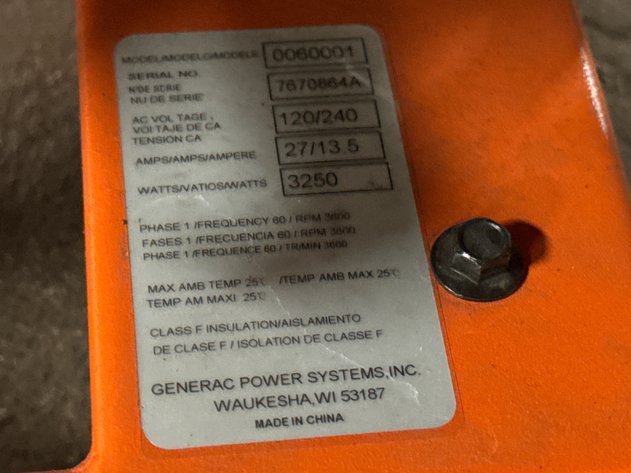 MODEL/MODELO/MODELE 0060001
SERIAL NO.
N'DE SERIE 7670864A
NU DE SERIE
AC VOL TAGE,
VOLTAJE DE CA 120/240
TENSION CA
AMPS/AMPS/AMPERE 27/13.5
WATTS/VATIOS/WATTS 3250
PHASE 1 /FREQUENCY 60 / RPM 3600
FASES 1 /FRECUENCIA 60 / RPM 3600
PHASE 1 /FREQUENCE 60 / TR/MIN 3600
MAX AMB TEMP 25℃ /TEMP AMB MAX 25℃
TEMP AM MAXI. 25℃
CLASS F INSULATION/AISLAMIENTO
DE CLASE F / ISOLATION DE CLASSE F
GENERAC POWER SYSTEMS,INC.
WAUKESHA,WI 53187
MADE IN CHINA